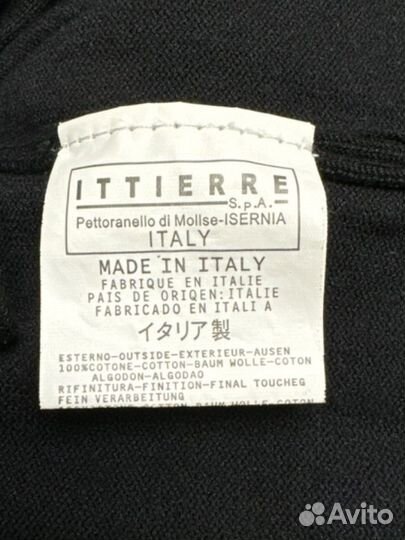 ITTIERRE
S.p.A.
Pettoranello di Mollse-ISERNIA
ITALY
MADE IN ITALY
FABRIQUE EN ITALIE
PAIS DE ORIQEN:ITALIE
FABRICADO EN ITALI A
イタリア製
ESTERNO-OUTSIDE-EXTERIEUR-AUSEN
100%COTONE-COTTON-BAUM WOLLE-COTON
ALGODON-ALGODAO
RIFINITURA-FINITION-FINAL TOUCHEG
FEIN VERARBEITUNG
Avito